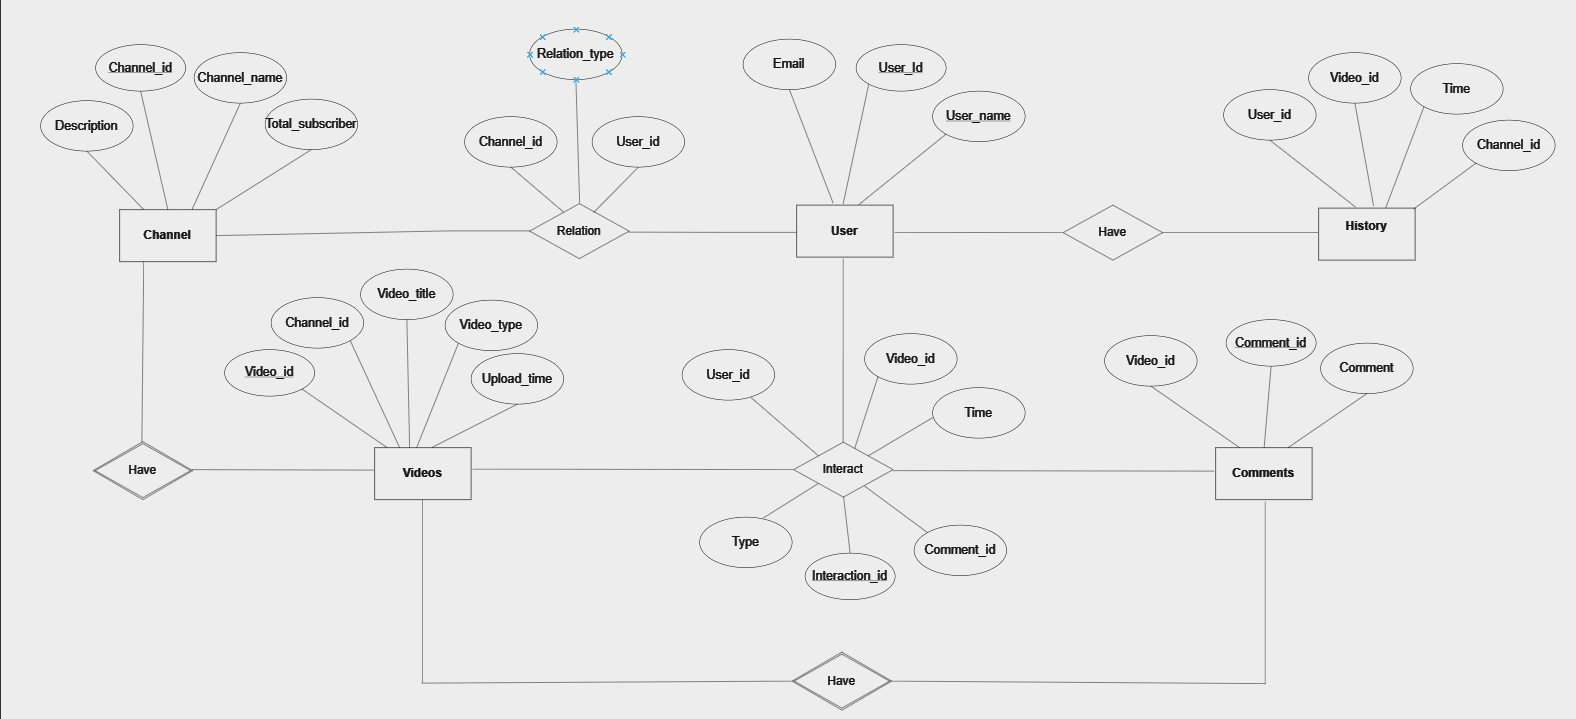 Relation_type
Channel_id
Channel_name
Description
Total_subscriber
Channel_id
User_id
Email
User_Id
User_name
Video_id
Time
User_id
Channel_id
Channel
Relation
User
Have
History
Video_title
Channel_id
Video_type
Video_id
Upload_time
User_id
Video_id
Time
Video_id
Comment_id
Comment
Have
Videos
Interact
Comments
Type
Interaction_id
Comment_id
Have